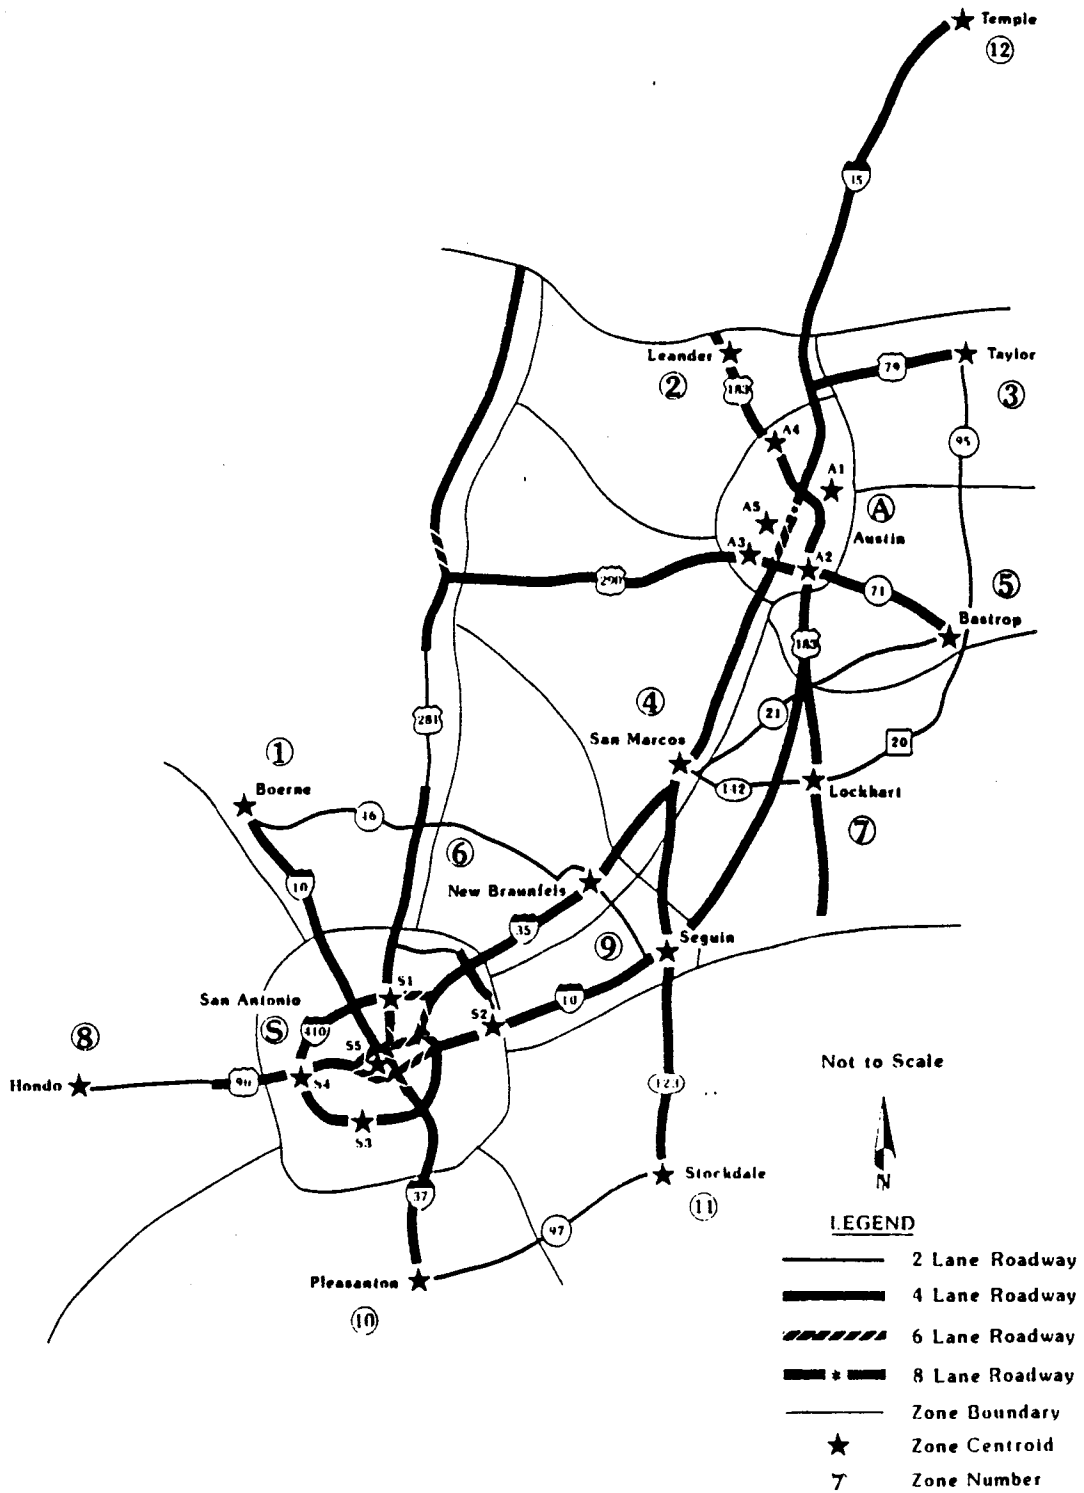 Temple
12
15
Leander
2
183
79
Taylor
3
A4
95
A1
A5
A
Austin
A3
A2
290
71
5
Bastrop
183
4
281
21
San Marcos
20
1
142
Lockhart
Boerne
46
7
6
10
New Braunfels
35
Seguin
9
S1
San Antonio
10
S2
S
410
8
S5
Not to Scale
Hondo
90
S4
123
S3
Stockdale
N
37
11
LEGEND
97
2 Lane Roadway
Pleasanton
4 Lane Roadway
10
6 Lane Roadway
* 8 Lane Roadway
Zone Boundary
Zone Centroid
7 Zone Number